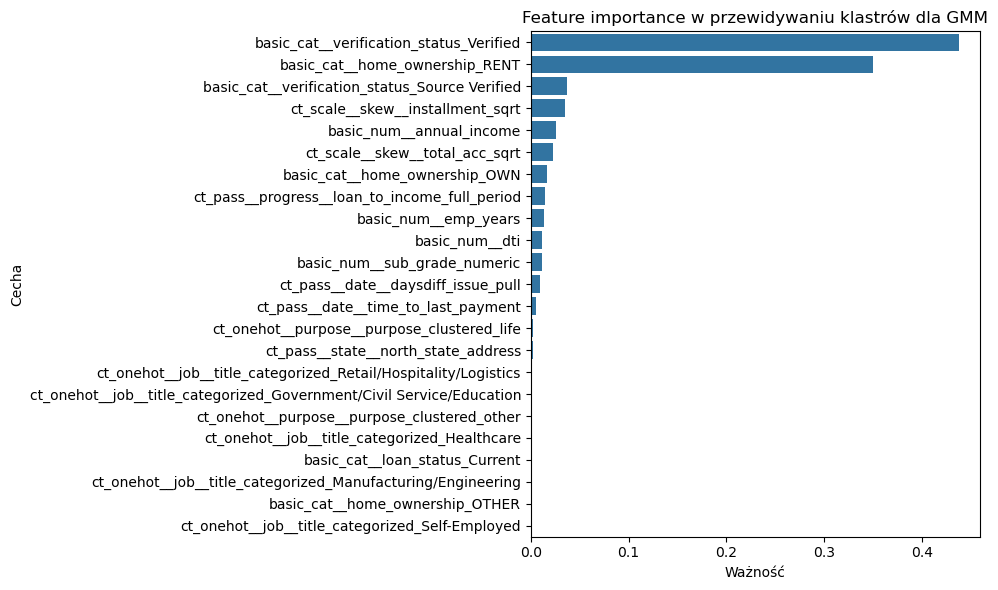 Feature importance w przewidywaniu klastrów dla GMM
basic_cat__verification_status_Verified
basic_cat__home_ownership_RENT
basic_cat__verification_status_Source Verified
ct_scale__skew__installment_sqrt
basic_num__annual_income
ct_scale__skew__total_acc_sqrt
basic_cat__home_ownership_OWN
ct_pass__progress__loan_to_income_full_period
basic_num__emp_years
basic_num__dti
basic_num__sub_grade_numeric
ct_pass__date__daysdiff_issue_pull
ct_pass__date__time_to_last_payment
ct_onehot__purpose__purpose_clustered_life
ct_pass__state__north_state_address
ct_onehot__job__title_categorized_Retail/Hospitality/Logistics
ct_onehot__job__title_categorized_Government/Civil Service/Education
ct_onehot__purpose__purpose_clustered_other
ct_onehot__job__title_categorized_Healthcare
basic_cat__loan_status_Current
ct_onehot__job__title_categorized_Manufacturing/Engineering
basic_cat__home_ownership_OTHER
ct_onehot__job__title_categorized_Self-Employed
Cecha
0.0 0.1 0.2 0.3 0.4
Ważność